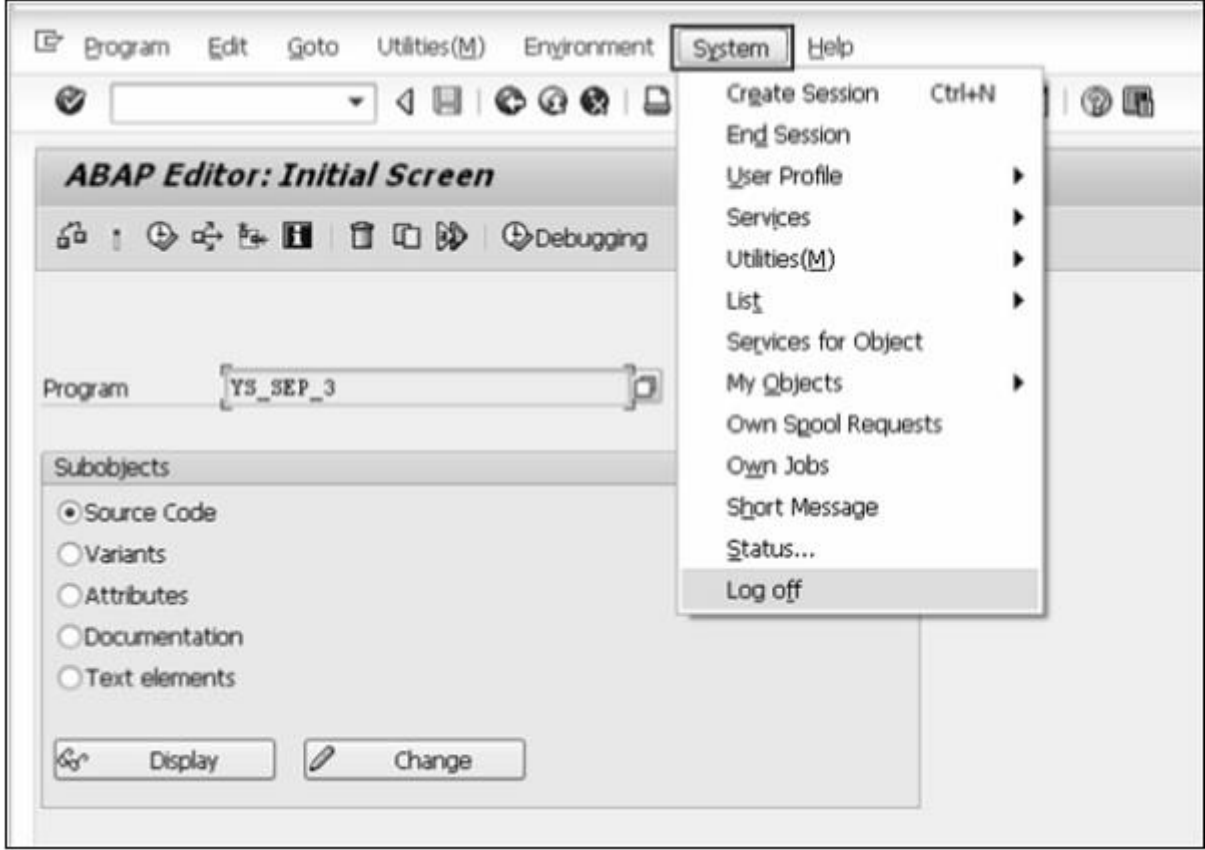 Program Edit Goto Utilities(M) Environment System Help
Create Session Ctrl+N
End Session
ABAP Editor: Initial Screen
User Profile
Services
Debugging
Utilities(M)
List
Services for Object
Program YS_SEP_3
My Objects
Own Spool Requests
Subobjects
Own Jobs
Source Code
Short Message
Variants
Status...
Attributes
Log off
Documentation
Text elements
Display Change